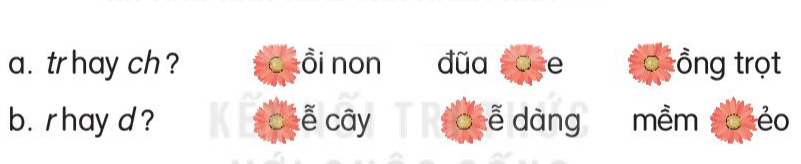 a. tr hay ch? ồi non đũa e ồng trọt
b. r hay d? ễ cây ễ dàng mềm ẻo